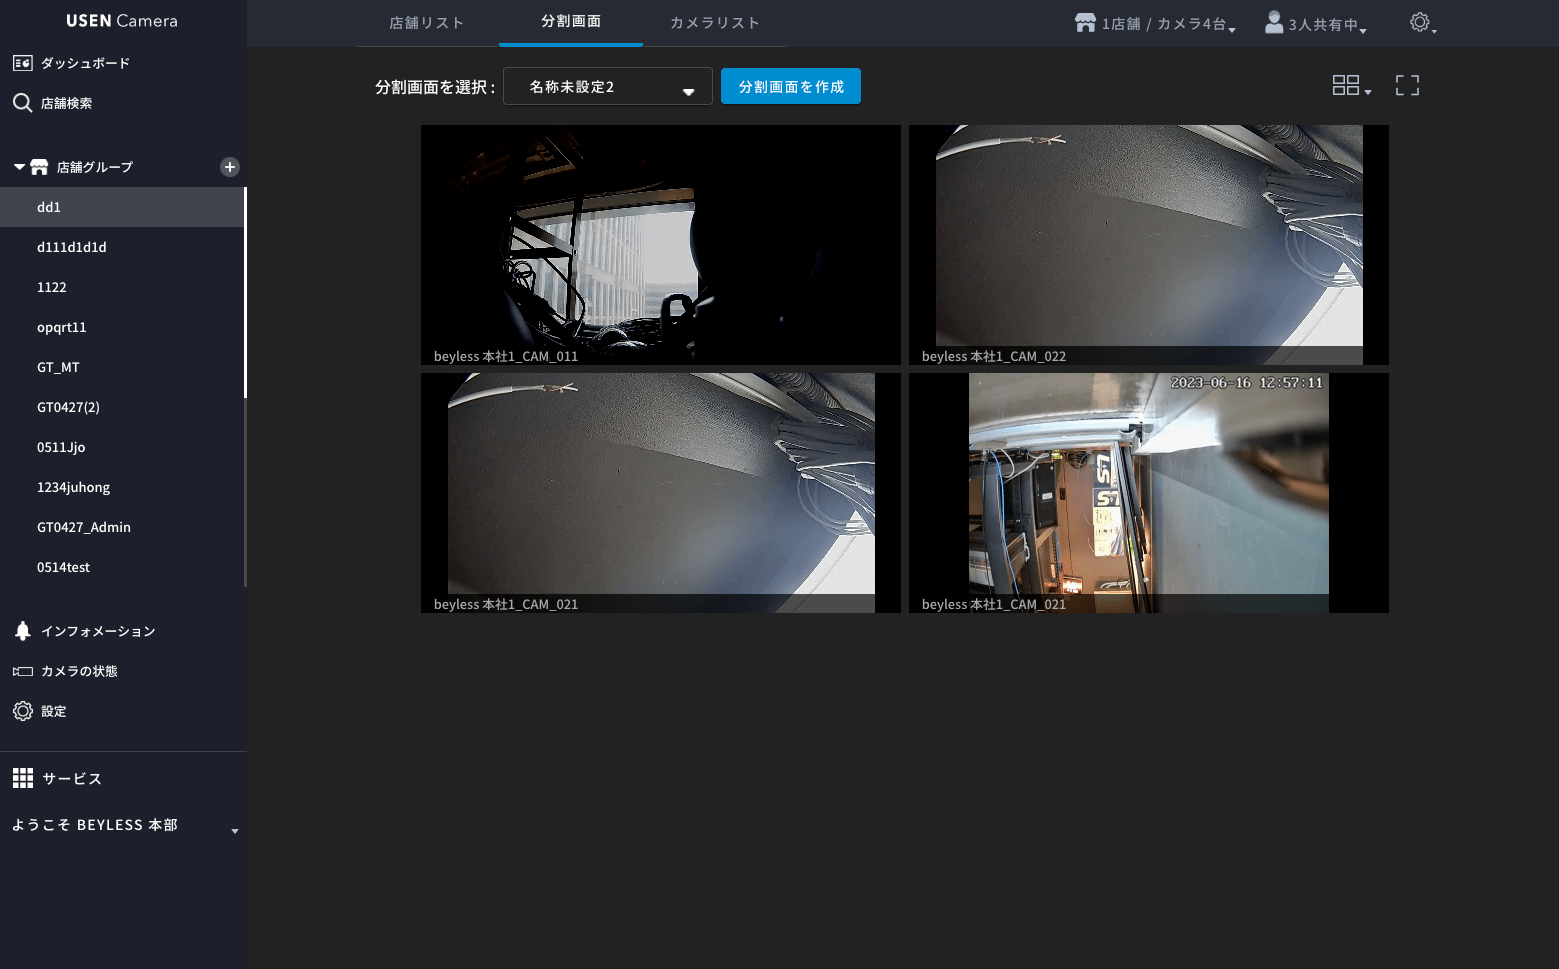 USEN Camera
ダッシュボード
店舗検索
店舗グループ
dd1
d111d1d1d
1122
opqrt11
GT_MT
GT0427(2)
0511Jjo
1234juhong
GT0427_Admin
0514test
インフォメーション
カメラの状態
設定
サービス
ようこそ BEYLESS 本部
店舗リスト
分割画面
カメラリスト
1店舗 / カメラ4台
3人共有中
分割画面を選択 :
名称未設定2
分割画面を作成
beyless 本社1_CAM_011
beyless 本社1_CAM_022
beyless 本社1_CAM_021
2023-06-16 12:57:11
beyless 本社1_CAM_021